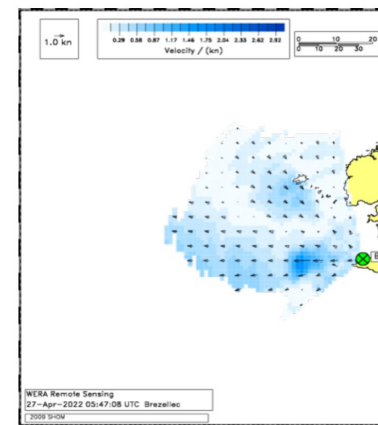 1.0 kn
0.29 0.58 0.87 1.17 1.46 1.75 2.04 2.33 2.62 2.92
Velocity / (kn)
0 10 20
0 10 20 30
B
WERA Remote Sensing
27-Apr-2022 05:47:08 UTC Brezellec
2009 SHOM